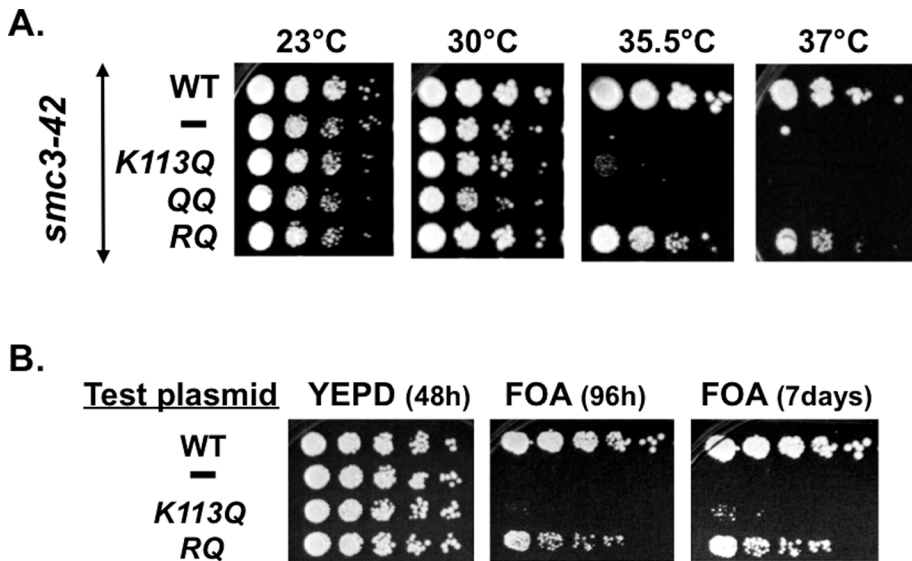 A.
23°C 30°C 35.5°C 37°C
smc3-42
WT
–
K113Q
QQ
RQ
B.
Test plasmid YEPD (48h) FOA (96h) FOA (7days)
WT
–
K113Q
RQ